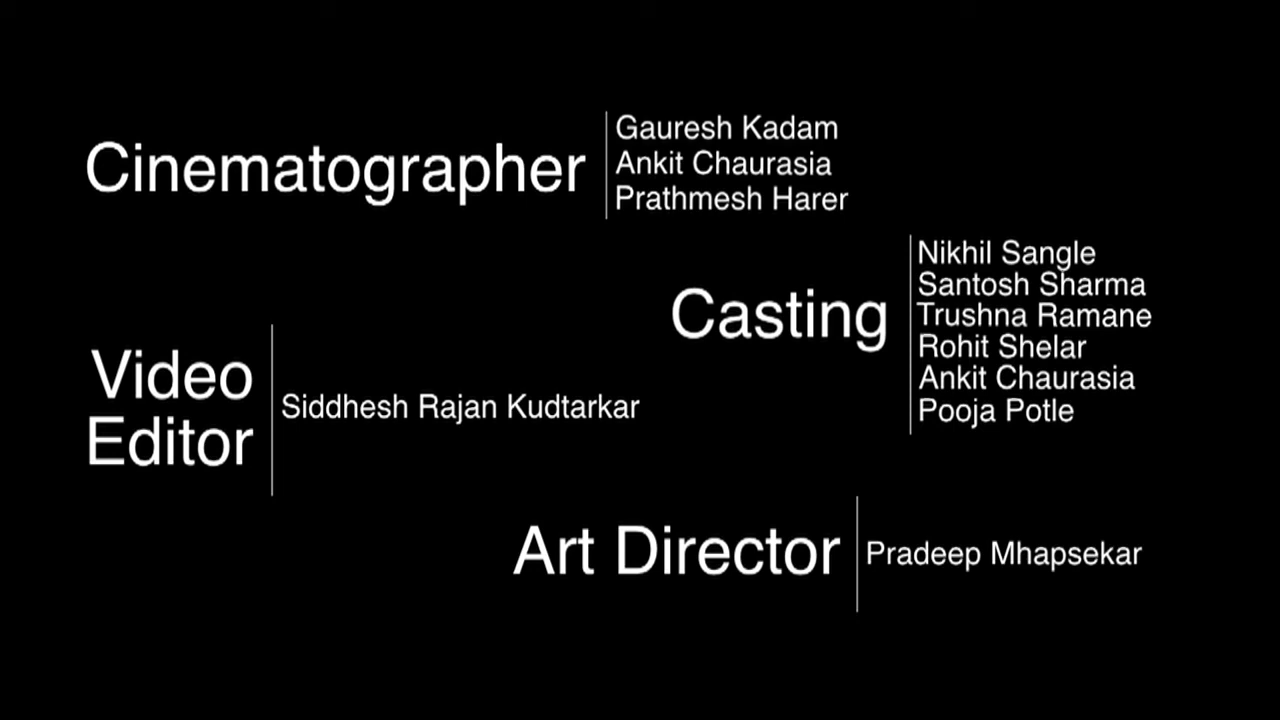 Cinematographer
Gauresh Kadam
Ankit Chaurasia
Prathmesh Harer
Casting
Nikhil Sangle
Santosh Sharma
Trushna Ramane
Rohit Shelar
Ankit Chaurasia
Pooja Potle
Video
Editor
Siddhesh Rajan Kudtarkar
Art Director
Pradeep Mhapsekar